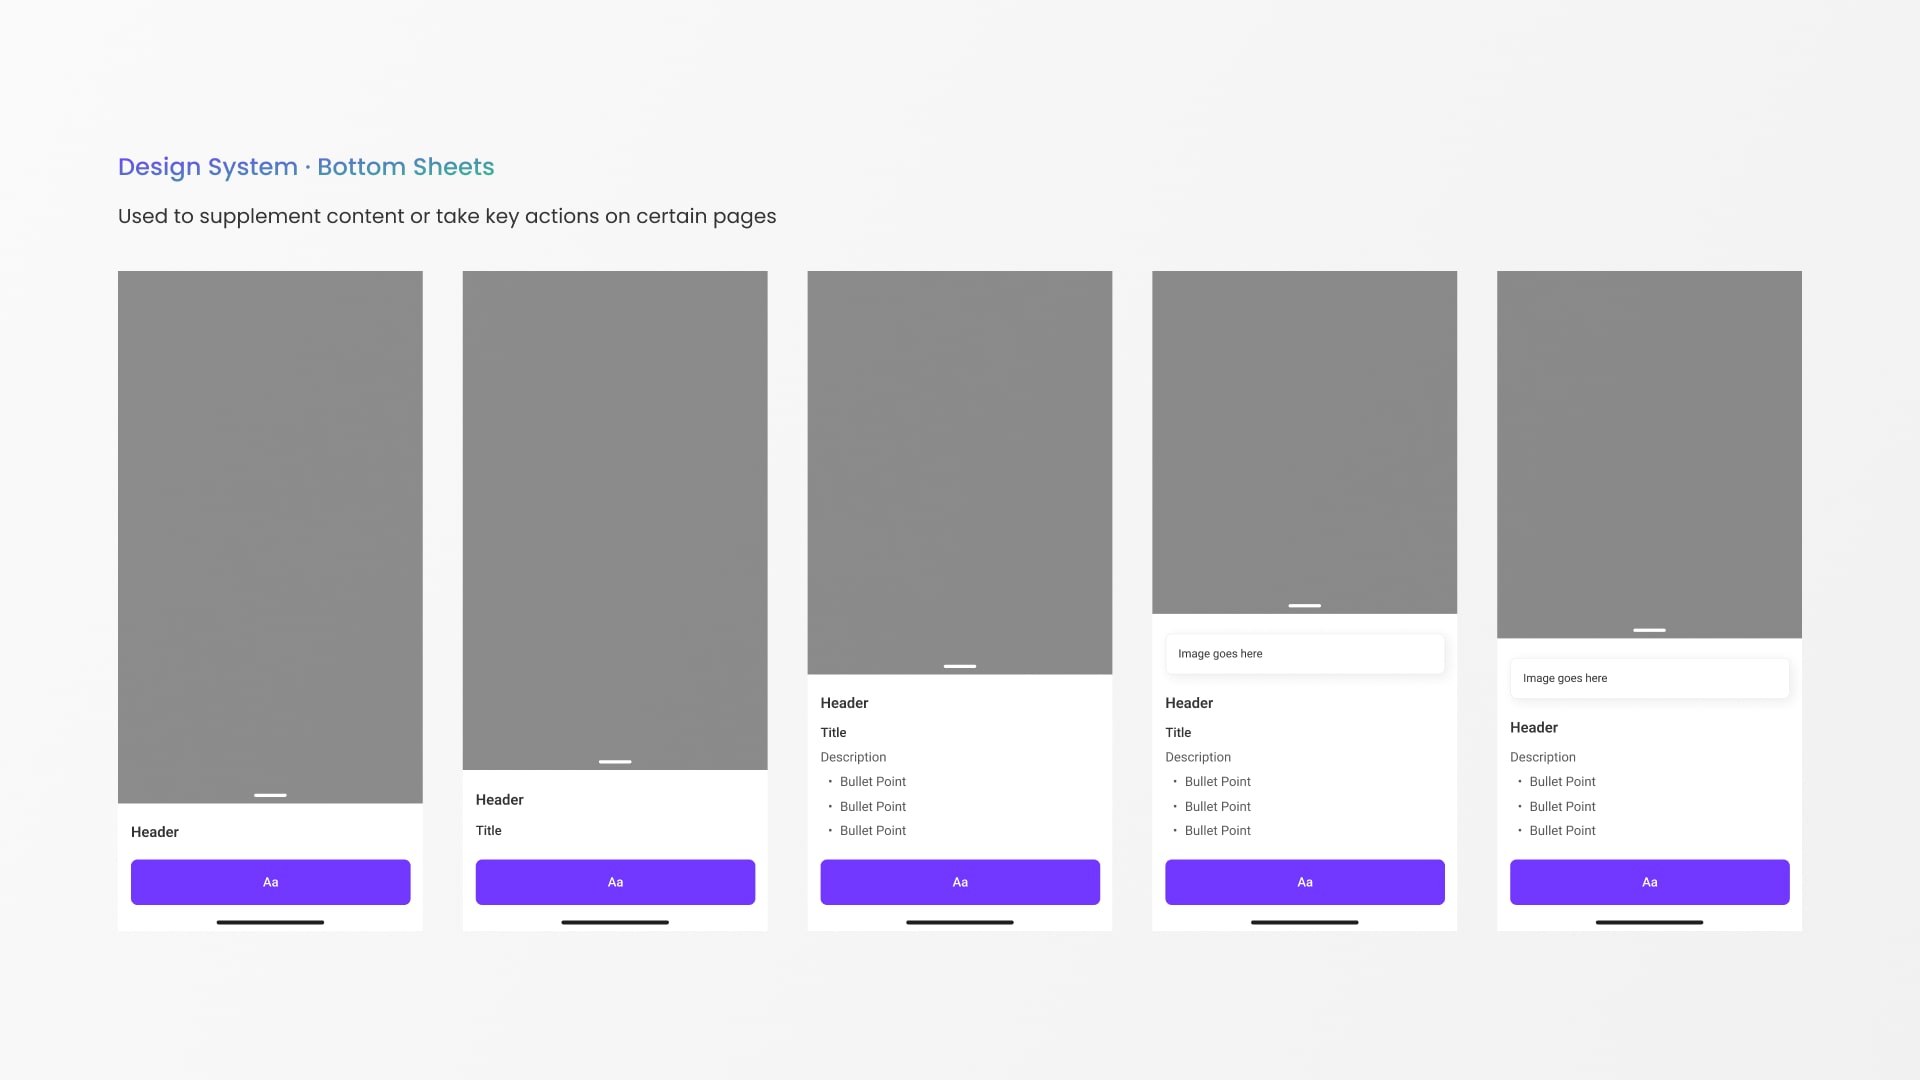 Design System · Bottom Sheets
Used to supplement content or take key actions on certain pages
Header
Aa
Header
Title
Aa
Header
Title
Description
• Bullet Point
• Bullet Point
• Bullet Point
Aa
Image goes here
Header
Title
Description
• Bullet Point
• Bullet Point
• Bullet Point
Aa
Image goes here
Header
Description
• Bullet Point
• Bullet Point
• Bullet Point
Aa